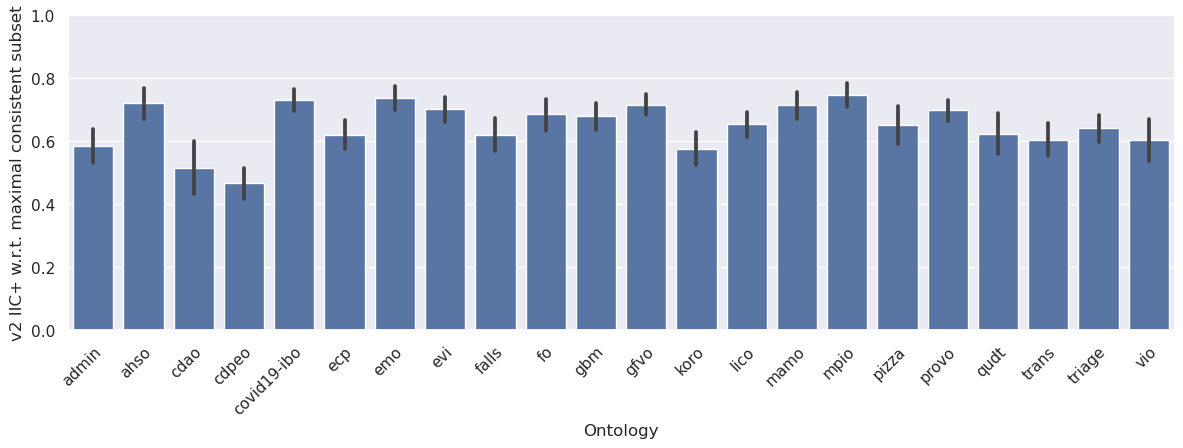 v2 IIC+ w.r.t. maximal consistent subset
1.0
0.8
0.6
0.4
0.2
0.0
admin
ahso
cdao
cdpeo
covid19-ibo
ecp
emo
evi
falls
fo
gbm
gfvo
koro
lico
mamo
mpio
pizza
provo
qudt
trans
triage
vio
Ontology